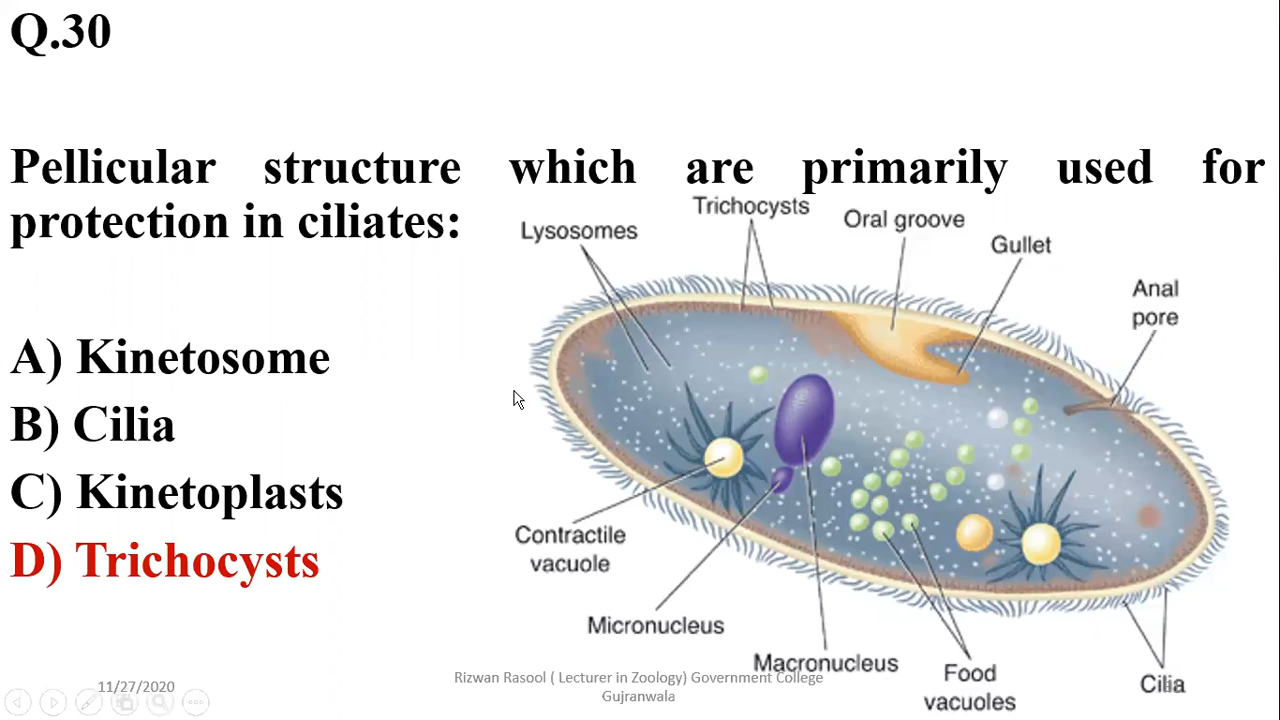 Q.30
Pellicular structure which are primarily used for
protection in ciliates:
A) Kinetosome
B) Cilia
C) Kinetoplasts
D) Trichocysts
Lysosomes
Trichocysts
Oral groove
Gullet
Anal
pore
Contractile
vacuole
Micronucleus
Macronucleus
Food
vacuoles
Cilia
11/27/2020
Rizwan Rasool ( Lecturer in Zoology) Government College
Gujranwala